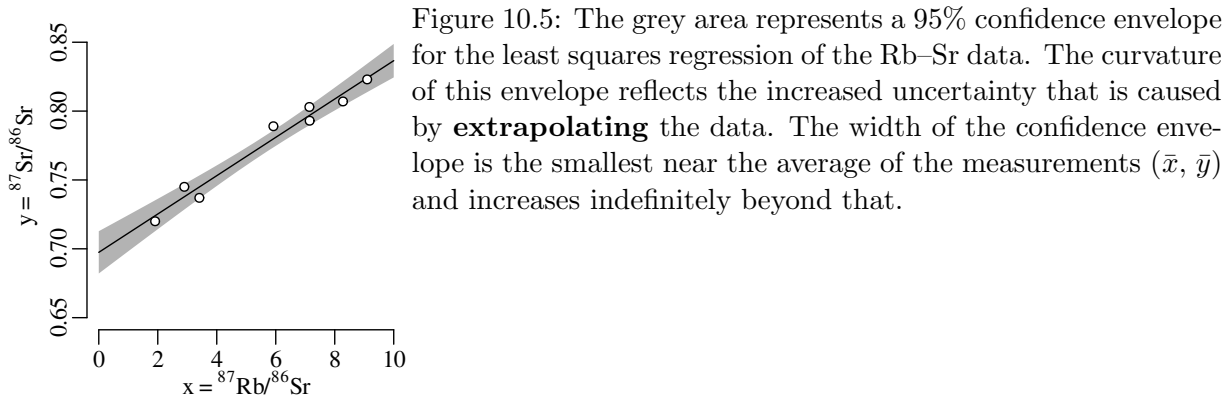 Figure 10.5: The grey area represents a 95% confidence envelope
for the least squares regression of the Rb–Sr data. The curvature
of this envelope reflects the increased uncertainty that is caused
by extrapolating the data. The width of the confidence enve-
lope is the smallest near the average of the measurements (x̄, ȳ)
and increases indefinitely beyond that.
y = ⁸⁷Sr/⁸⁶Sr
0.85
0.80
0.75
0.70
0.65
0 2 4 6 8 10
x = ⁸⁷Rb/⁸⁶Sr